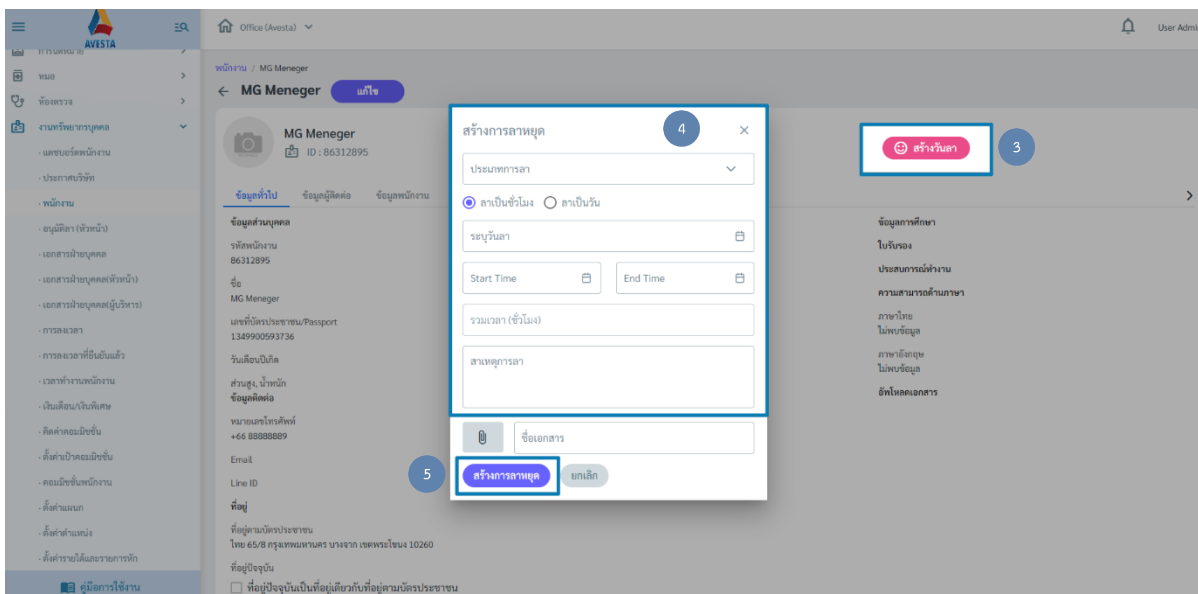 AVESTA
Office (Avesta)
User Admi
การนัดหมาย
หมอ
ห้องตรวจ
งานทรัพยากรบุคคล
- แดชบอร์ดพนักงาน
- ประกาศบริษัท
- พนักงาน
- อนุมัติลา (หัวหน้า)
- เอกสารฝ่ายบุคคล
- เอกสารฝ่ายบุคคล(หัวหน้า)
- เอกสารฝ่ายบุคคล(ผู้บริหาร)
- การลงเวลา
- การลงเวลาที่ยืนยันแล้ว
- เวลาทำงานพนักงาน
- เงินเดือน/เงินพิเศษ
- คิดค่าคอมมิชชั่น
- ตั้งค่าเป้าคอมมิชชั่น
- คอมมิชชั่นพนักงาน
- ตั้งค่าแผนก
- ตั้งค่าตำแหน่ง
- ตั้งค่ารายได้และรายการหัก
คู่มือการใช้งาน
พนักงาน / MG Meneger
MG Meneger
แก้ไข
MG Meneger
ID : 86312895
ข้อมูลทั่วไป
ข้อมูลผู้ติดต่อ
ข้อมูลพนักงาน
ข้อมูลส่วนบุคคล
รหัสพนักงาน
86312895
ชื่อ
MG Meneger
เลขที่บัตรประชาชน/Passport
1349900593736
วันเดือนปีเกิด
ส่วนสูง, น้ำหนัก
ข้อมูลติดต่อ
หมายเลขโทรศัพท์
+66 88888889
Email
Line ID
ที่อยู่
ที่อยู่ตามบัตรประชาชน
ไทย 65/8 กรุงเทพมหานคร บางจาก เขตพระโขนง 10260
ที่อยู่ปัจจุบัน
ที่อยู่ปัจจุบันเป็นที่อยู่เดียวกับที่อยู่ตามบัตรประชาชน
สร้างการลาหยุด
4
ประเภทการลา
ลาเป็นชั่วโมง
ลาเป็นวัน
ระบุวันลา
Start Time
End Time
รวมเวลา (ชั่วโมง)
สาเหตุการลา
ชื่อเอกสาร
5
สร้างการลาหยุด
ยกเลิก
สร้างวันลา
3
ข้อมูลการศึกษา
ใบรับรอง
ประสบการณ์ทำงาน
ความสามารถด้านภาษา
ภาษาไทย
ไม่พบข้อมูล
ภาษาอังกฤษ
ไม่พบข้อมูล
อัพโหลดเอกสาร